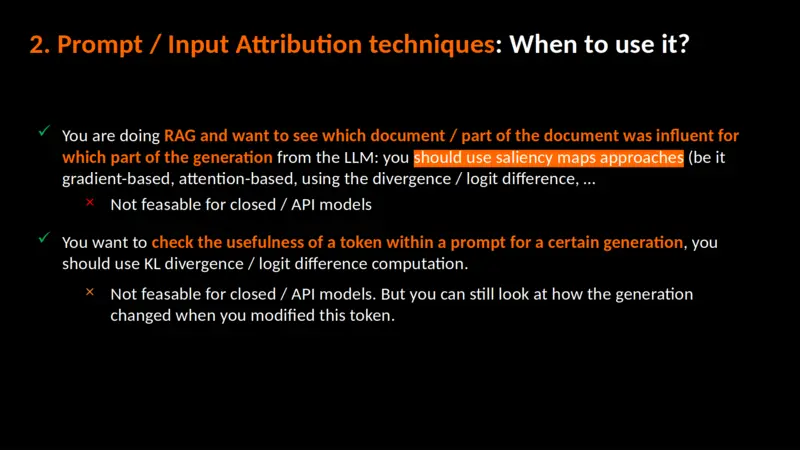 2. Prompt / Input Attribution techniques: When to use it?
✓ You are doing RAG and want to see which document / part of the document was influent for
which part of the generation from the LLM: you should use saliency maps approaches (be it
gradient-based, attention-based, using the divergence / logit difference, ...
× Not feasable for closed / API models
✓ You want to check the usefulness of a token within a prompt for a certain generation, you
should use KL divergence / logit difference computation.
× Not feasable for closed / API models. But you can still look at how the generation
changed when you modified this token.